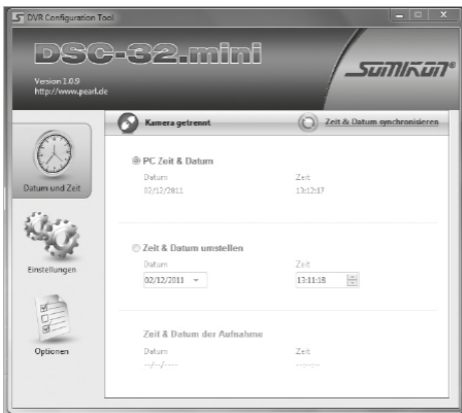 DVR Configuration Tool
DSC-32.mini
Version 1.0.9
http://www.pearl.de
SOMIKON®
Kamera getrennt
Zeit & Datum synchronisieren
Datum und Zeit
PC Zeit & Datum
Datum Zeit
02/12/2011 13:12:17
Einstellungen
Zeit & Datum umstellen
Datum Zeit
02/12/2011 13:11:18
Optionen
Zeit & Datum der Aufnahme
Datum Zeit
--/--/---- --:--:--